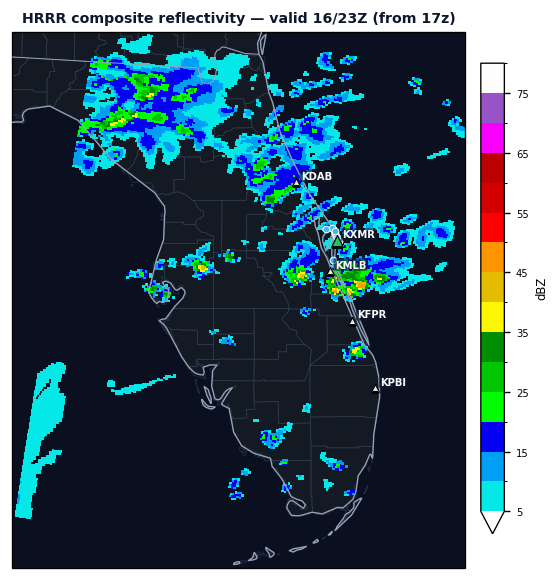 HRRR composite reflectivity — valid 16/23Z (from 17z)
KDAB
KXMR
KMLB
KFPR
KPBI
75
65
55
45
35
25
15
5
dBZ